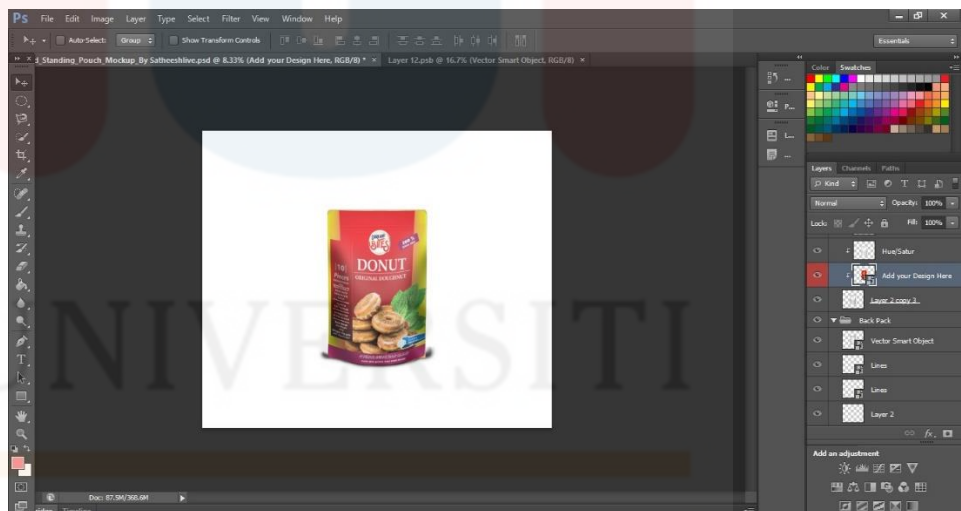 Ps File Edit Image Layer Type Select Filter View Window Help
Auto-Select: Group Show Transform Controls Essentials
d_Standing_Pouch_Mockup_By Satheeshlive.psd @ 8.33% (Add your Design Here, RGB/8) * × Layer 12.psb @ 16.7% (Vector Smart Object, RGB/8) ×
Color Swatches
P...
L...
Layers Channels Paths
Kind
Normal Opacity: 100%
Lock: Fill: 100%
Hue/Satur
Add your Design Here
Layer 2 copy 3
Back Pack
Vector Smart Object
Lines
Lines
Layer 2
fx
Add an adjustment
DONUT
ORIGINAL DOUGHNUT
UNIVERSITI
Doc: 87.5M/368.6M
Timeline